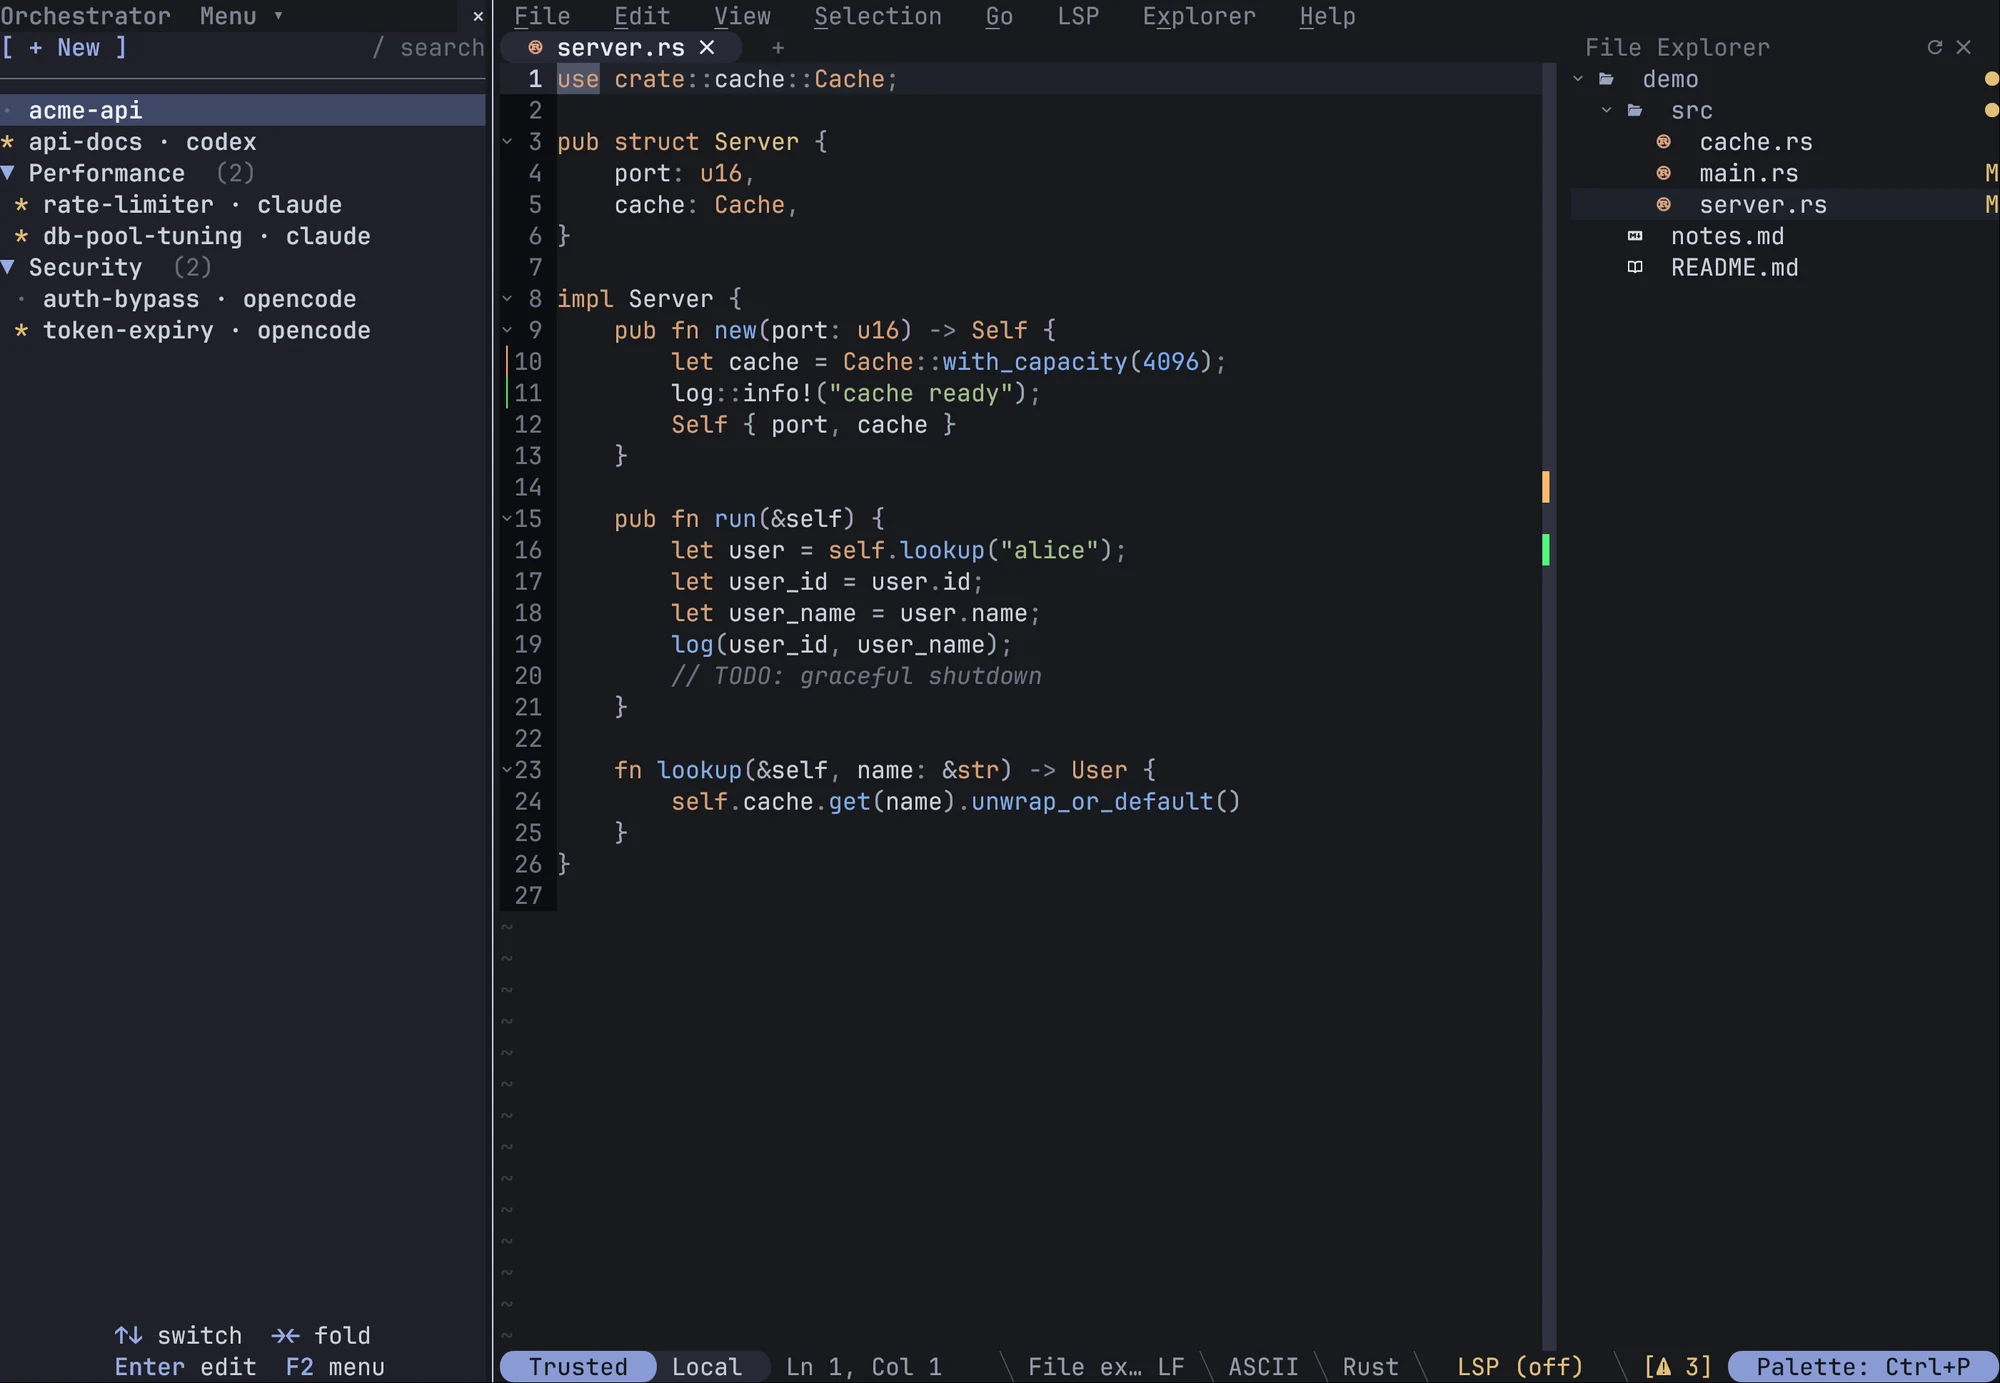 Orchestrator Menu ▾ ×
[ + New ] / search
· acme-api
* api-docs · codex
▼ Performance (2)
* rate-limiter · claude
* db-pool-tuning · claude
▼ Security (2)
· auth-bypass · opencode
* token-expiry · opencode
↑↓ switch →← fold
Enter edit F2 menu
File Edit View Selection Go LSP Explorer Help
server.rs × +
1 use crate::cache::Cache;
2
3 pub struct Server {
4     port: u16,
5     cache: Cache,
6 }
7
8 impl Server {
9     pub fn new(port: u16) -> Self {
10         let cache = Cache::with_capacity(4096);
11         log::info!("cache ready");
12         Self { port, cache }
13     }
14
15     pub fn run(&self) {
16         let user = self.lookup("alice");
17         let user_id = user.id;
18         let user_name = user.name;
19         log(user_id, user_name);
20         // TODO: graceful shutdown
21     }
22
23     fn lookup(&self, name: &str) -> User {
24         self.cache.get(name).unwrap_or_default()
25     }
26 }
27
~
~
~
~
~
~
~
~
~
~
~
~
~
~
File Explorer
demo
src
cache.rs
main.rs M
server.rs M
notes.md
README.md
Trusted Local Ln 1, Col 1 \ File ex… LF \ ASCII \ Rust \ LSP (off) \ [⚠ 3] Palette: Ctrl+P